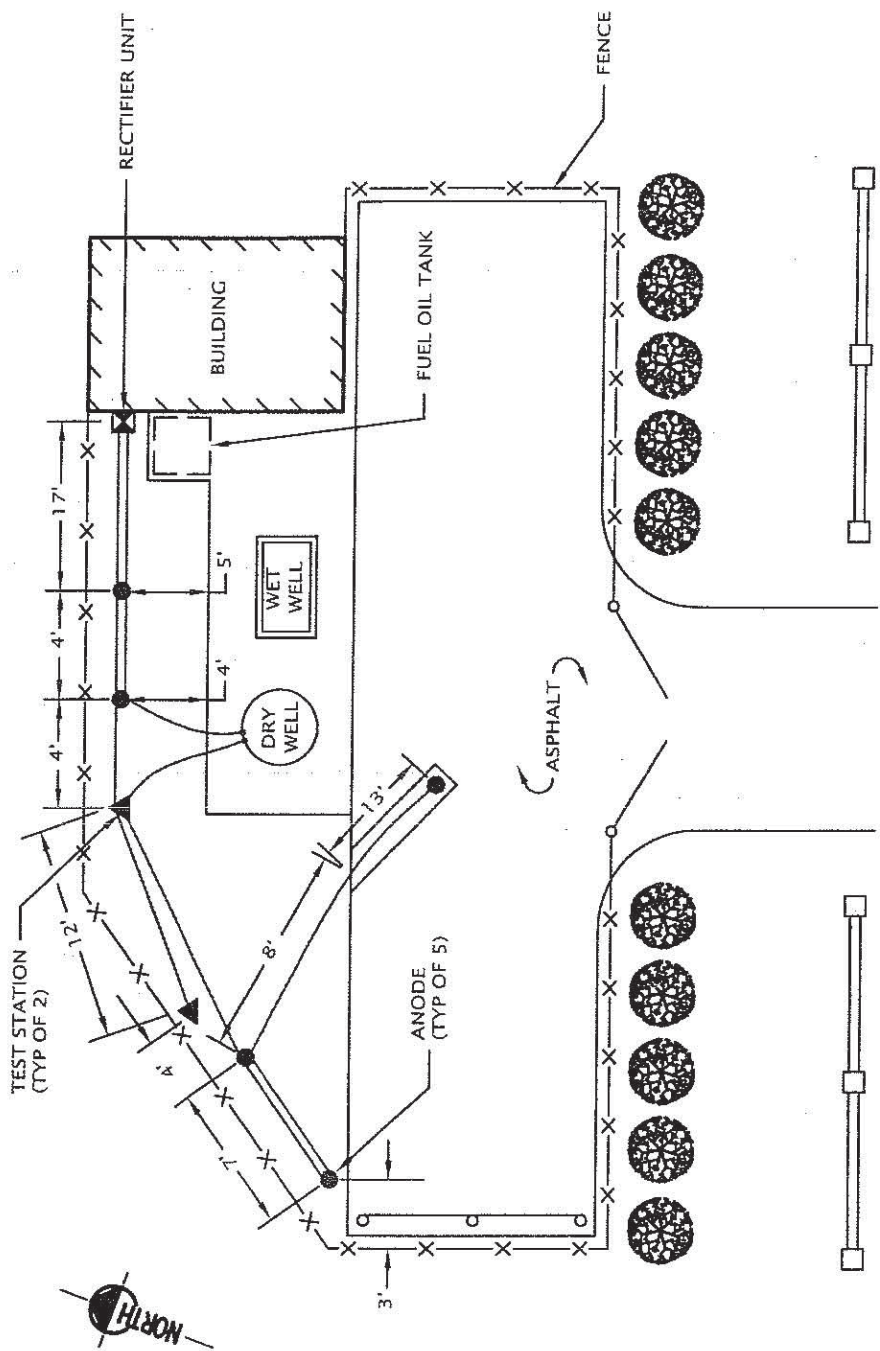 TEST STATION
(TYP OF 2)
12'
4'
4'
17'
RECTIFIER UNIT
NORTH
4'
7'
4'
5'
BUILDING
8'
DRY
WELL
WET
WELL
13'
3'
ANODE
(TYP OF 5)
FUEL OIL TANK
ASPHALT
FENCE